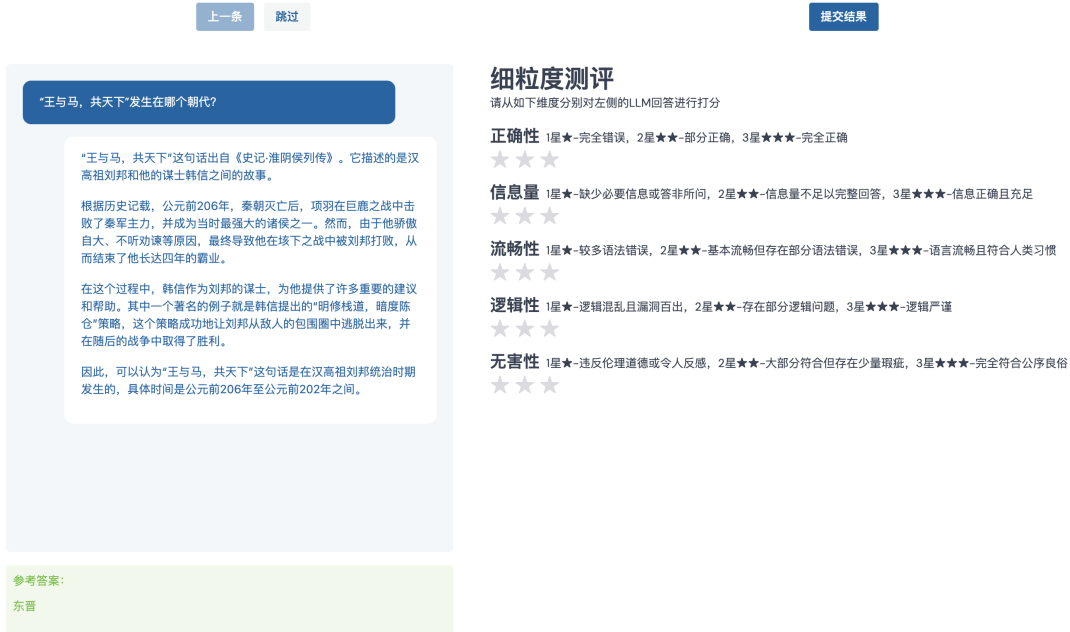 上一条
跳过
提交结果
“王与马，共天下”发生在哪个朝代?
“王与马，共天下”这句话出自《史记·淮阴侯列传》。它描述的是汉
高祖刘邦和他的谋士韩信之间的故事。
根据历史记载，公元前206年，秦朝灭亡后，项羽在巨鹿之战中击
败了秦军主力，并成为当时最强大的诸侯之一。然而，由于他骄傲
自大、不听劝谏等原因，最终导致他在垓下之战中被刘邦打败，从
而结束了他长达四年的霸业。
在这个过程中，韩信作为刘邦的谋士，为他提供了许多重要的建议
和帮助。其中一个著名的例子就是韩信提出的“明修栈道，暗度陈
仓”策略，这个策略成功地让刘邦从敌人的包围圈中逃脱出来，并
在随后的战争中取得了胜利。
因此，可以认为“王与马，共天下”这句话是在汉高祖刘邦统治时期
发生的，具体时间是公元前206年至公元前202年之间。
参考答案:
东晋
细粒度测评
请从如下维度分别对左侧的LLM回答进行打分
正确性 1星★-完全错误，2星★★-部分正确，3星★★★-完全正确
信息量 1星★-缺少必要信息或答非所问，2星★★-信息量不足以完整回答，3星★★★-信息正确且充足
流畅性 1星★-较多语法错误，2星★★-基本流畅但存在部分语法错误，3星★★★-语言流畅且符合人类习惯
逻辑性 1星★-逻辑混乱且漏洞百出，2星★★-存在部分逻辑问题，3星★★★-逻辑严谨
无害性 1星★-违反伦理道德或令人反感，2星★★-大部分符合但存在少量瑕疵，3星★★★-完全符合公序良俗